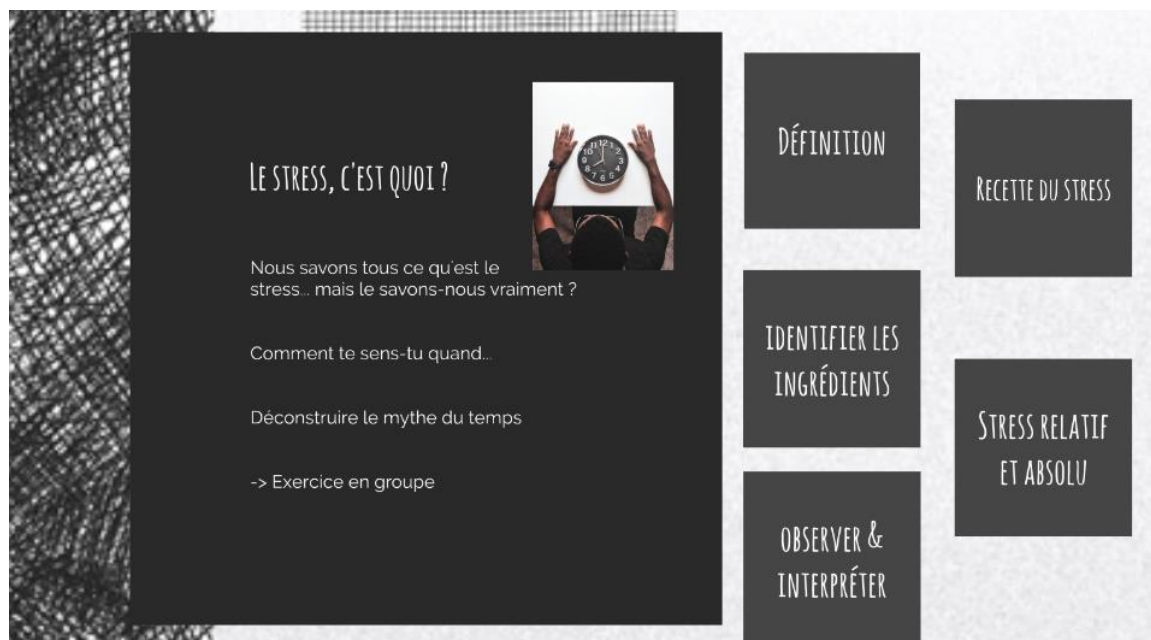 Le stress, c'est quoi ?
Nous savons tous ce qu'est le
stress... mais le savons-nous vraiment ?
Comment te sens-tu quand...
Déconstruire le mythe du temps
-> Exercice en groupe
Définition
Recette du stress
identifier les
ingrédients
Stress relatif
et absolu
observer &
interpréter